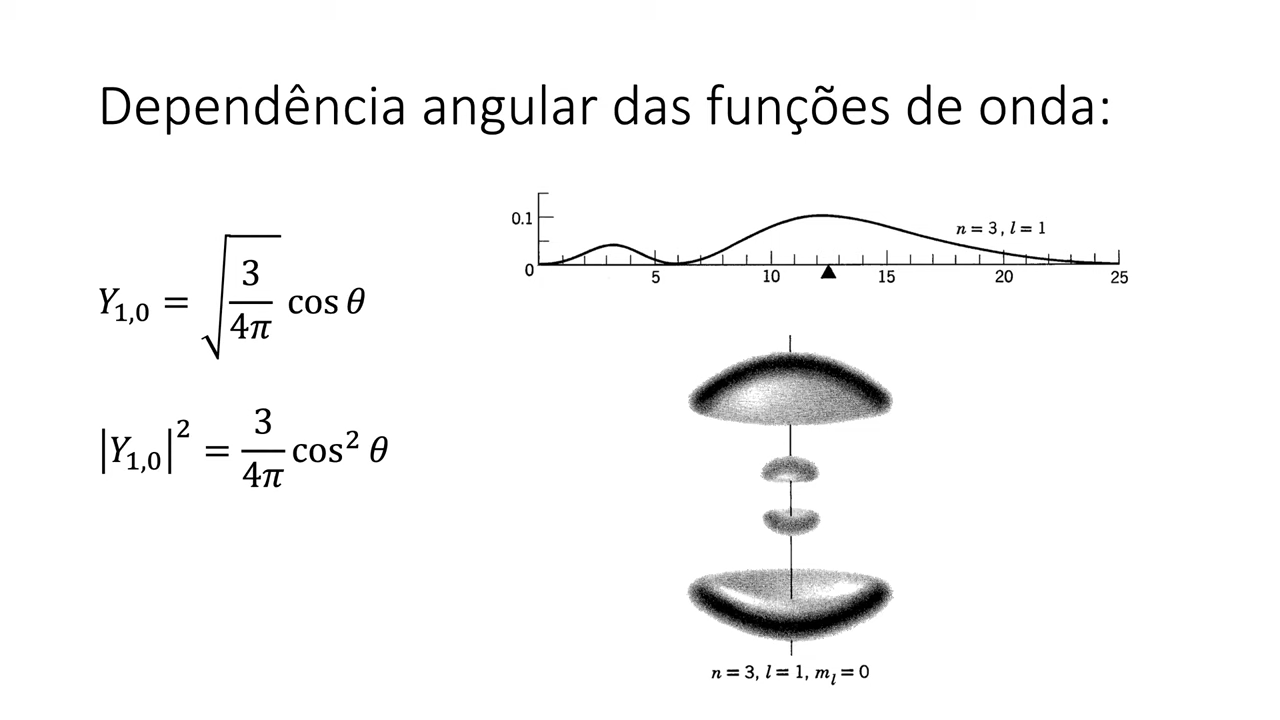 Dependência angular das funções de onda:
Y₁,₀ = √(3/4π) cos θ
|Y₁,₀|² = 3/4π cos² θ
0.1
n = 3, l = 1
0 5 10 15 20 25
n = 3, l = 1, mₗ = 0